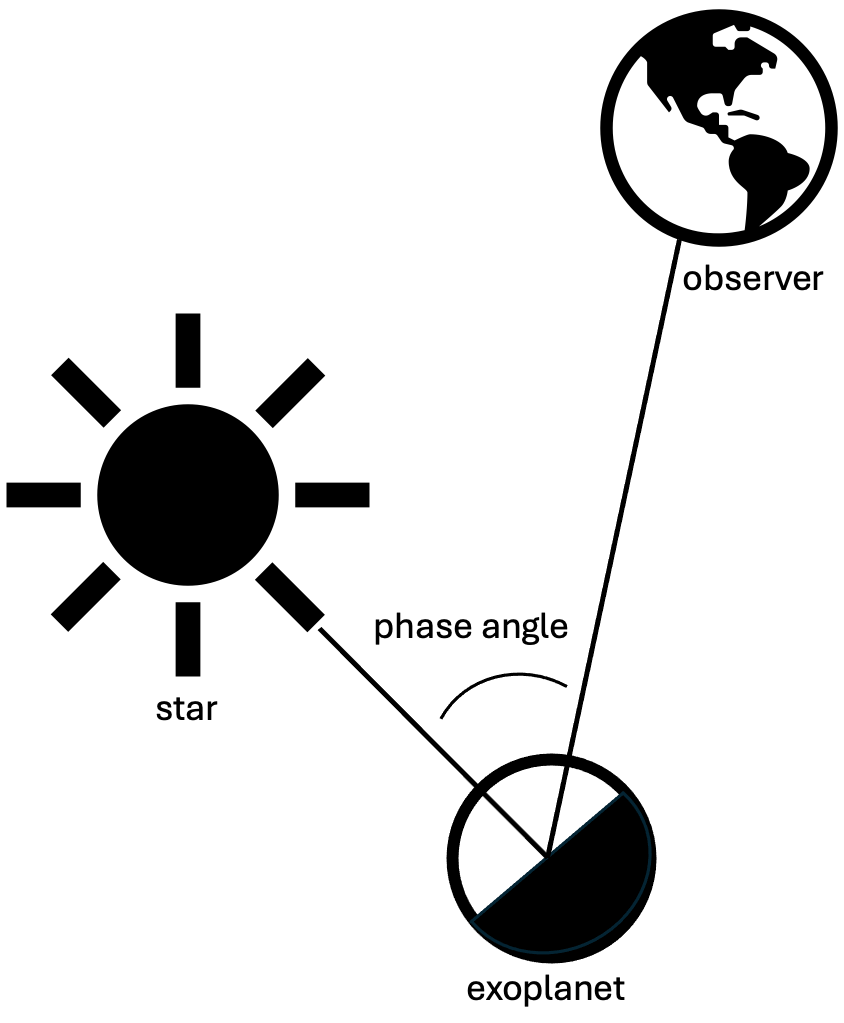 observer
phase angle
star
exoplanet